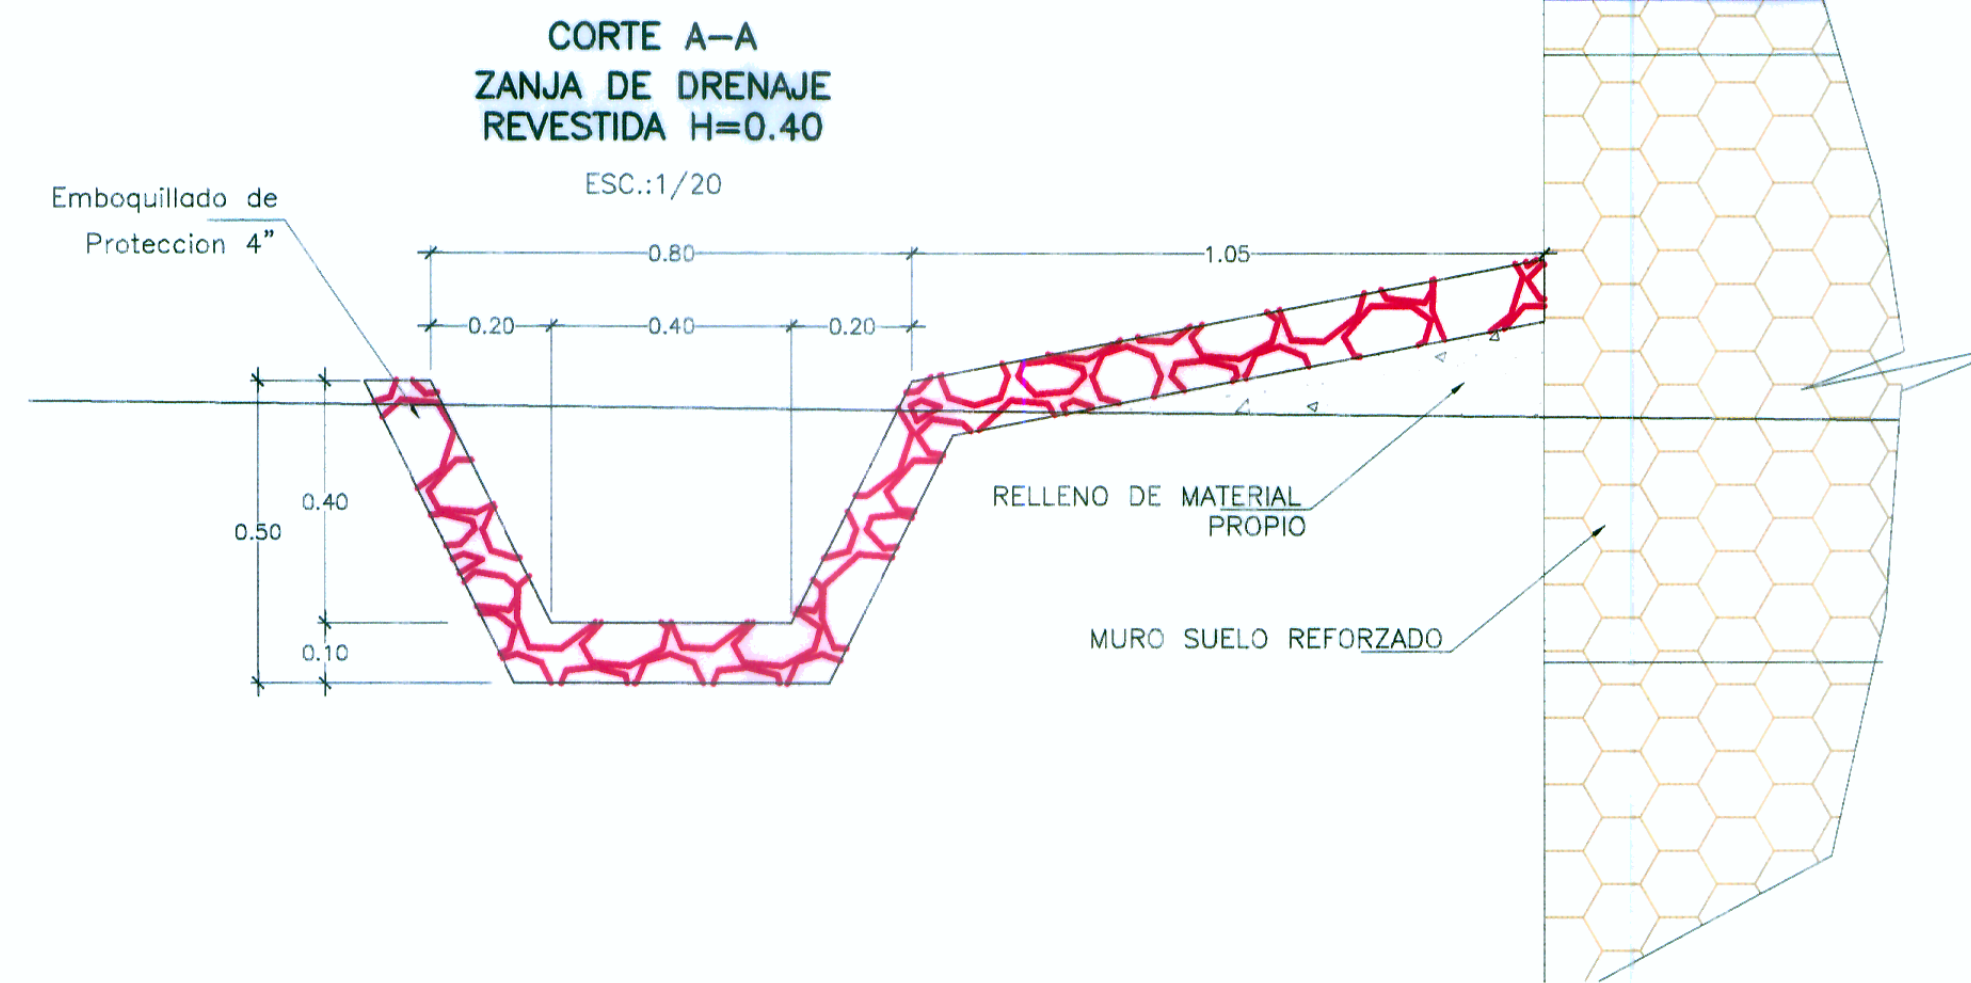 CORTE A-A
ZANJA DE DRENAJE
REVESTIDA H=0.40
ESC.:1/20
Emboquillado de
Proteccion 4"
0.80
1.05
0.20
0.40
0.20
0.40
0.50
0.10
RELLENO DE MATERIAL
PROPIO
MURO SUELO REFORZADO